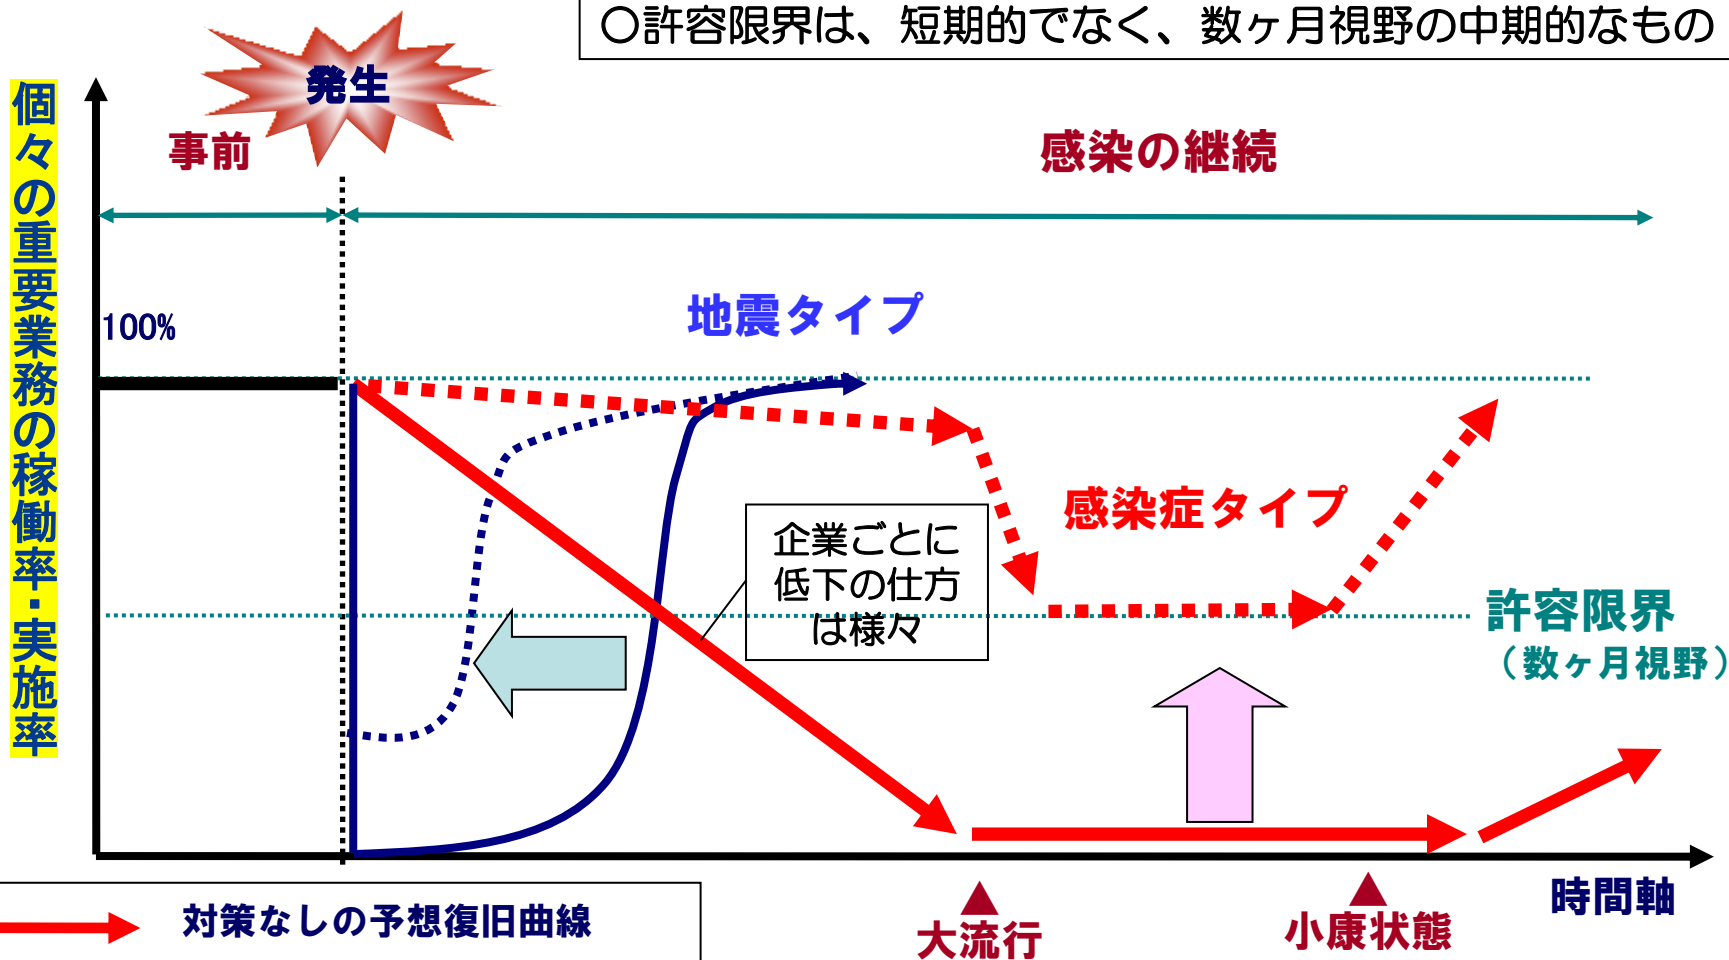 〇許容限界は、短期的でなく、数ヶ月視野の中期的なもの
発生
事前
感染の継続
個々の重要業務の稼働率・実施率
100%
地震タイプ
感染症タイプ
企業ごとに
低下の仕方
は様々
許容限界
（数ヶ月視野）
時間軸
対策なしの予想復旧曲線
▲
大流行
▲
小康状態